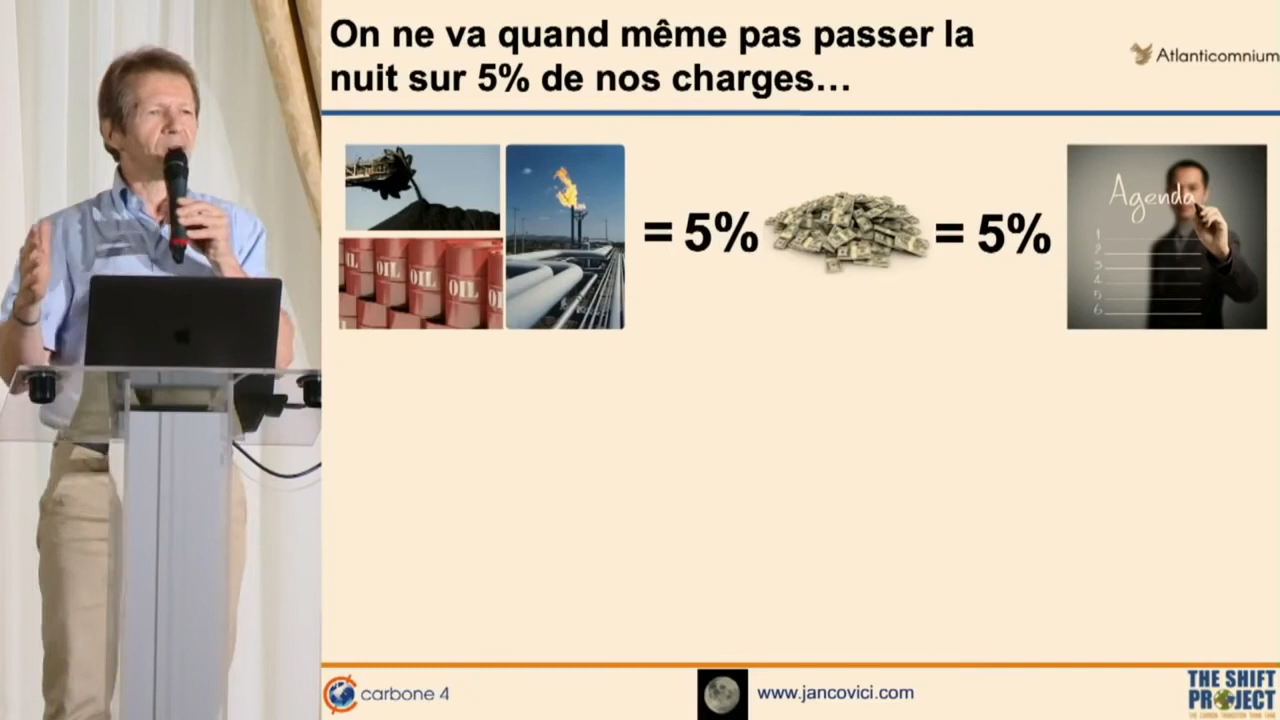 On ne va quand même pas passer la
nuit sur 5% de nos charges…
Atlanticomnium
= 5%
= 5%
Agenda
1
2
3
4
5
6
OIL
OIL
OIL
carbone 4
www.jancovici.com
THE SHIFT
PROJECT